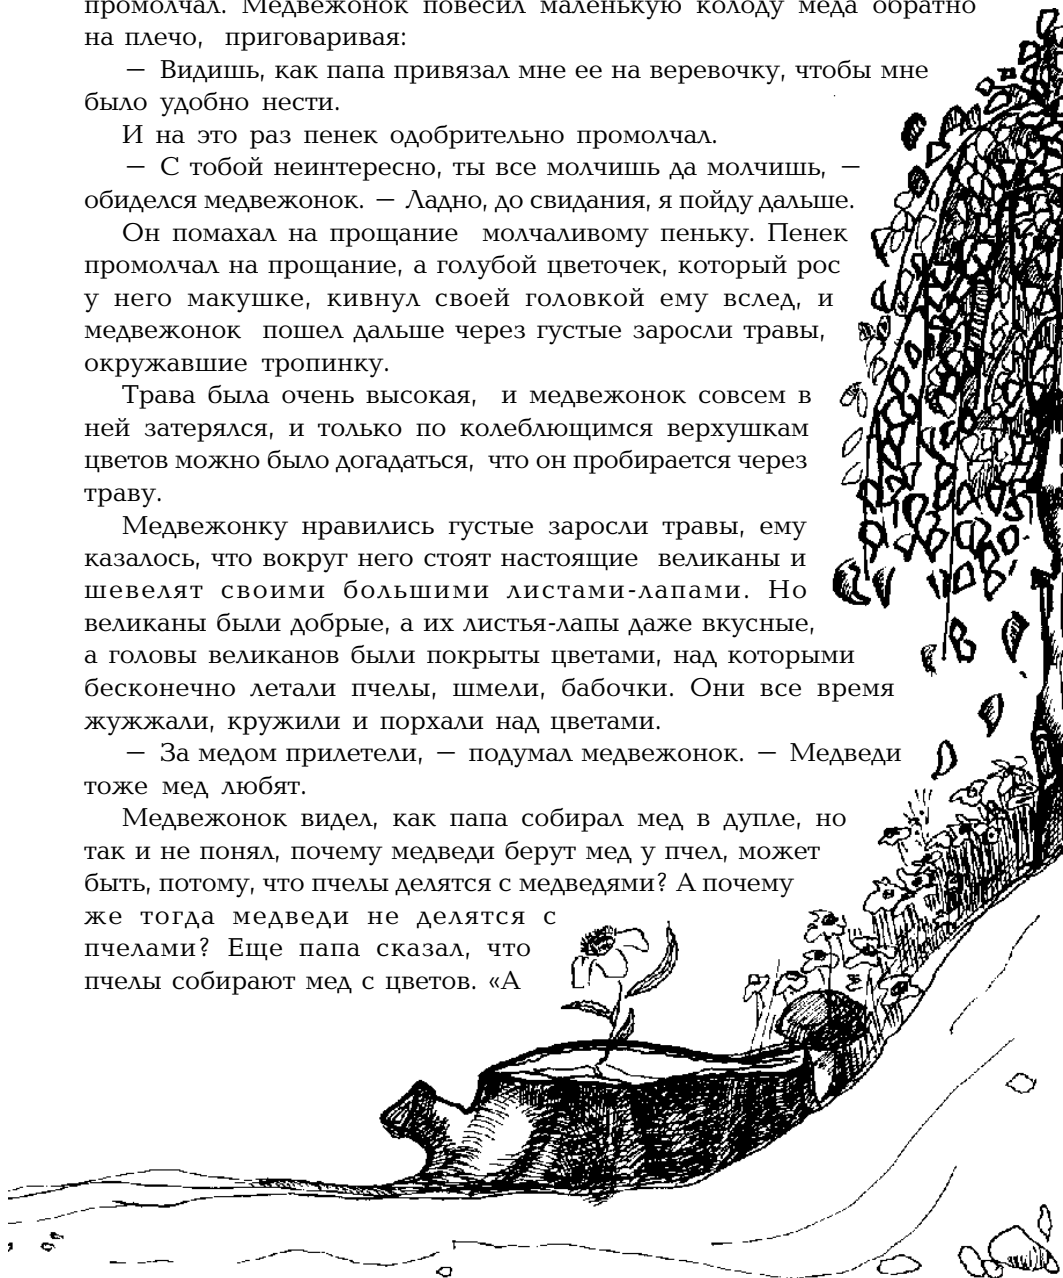 промолчал. Медвежонок повесил маленькую колоду меда обратно
на плечо, приговаривая:
— Видишь, как папа привязал мне ее на веревочку, чтобы мне
было удобно нести.
И на это раз пенек одобрительно промолчал.
— С тобой неинтересно, ты все молчишь да молчишь, —
обиделся медвежонок. — Ладно, до свидания, я пойду дальше.
Он помахал на прощание молчаливому пеньку. Пенек
промолчал на прощание, а голубой цветочек, который рос
у него макушке, кивнул своей головкой ему вслед, и
медвежонок пошел дальше через густые заросли травы,
окружавшие тропинку.
Трава была очень высокая, и медвежонок совсем в
ней затерялся, и только по колеблющимся верхушкам
цветов можно было догадаться, что он пробирается через
траву.
Медвежонку нравились густые заросли травы, ему
казалось, что вокруг него стоят настоящие великаны и
шевелят своими большими листами-лапами. Но
великаны были добрые, а их листья-лапы даже вкусные,
а головы великанов были покрыты цветами, над которыми
бесконечно летали пчелы, шмели, бабочки. Они все время
жужжали, кружили и порхали над цветами.
— За медом прилетели, — подумал медвежонок. — Медведи
тоже мед любят.
Медвежонок видел, как папа собирал мед в дупле, но
так и не понял, почему медведи берут мед у пчел, может
быть, потому, что пчелы делятся с медведями? А почему
же тогда медведи не делятся с
пчелами? Еще папа сказал, что
пчелы собирают мед с цветов. «А